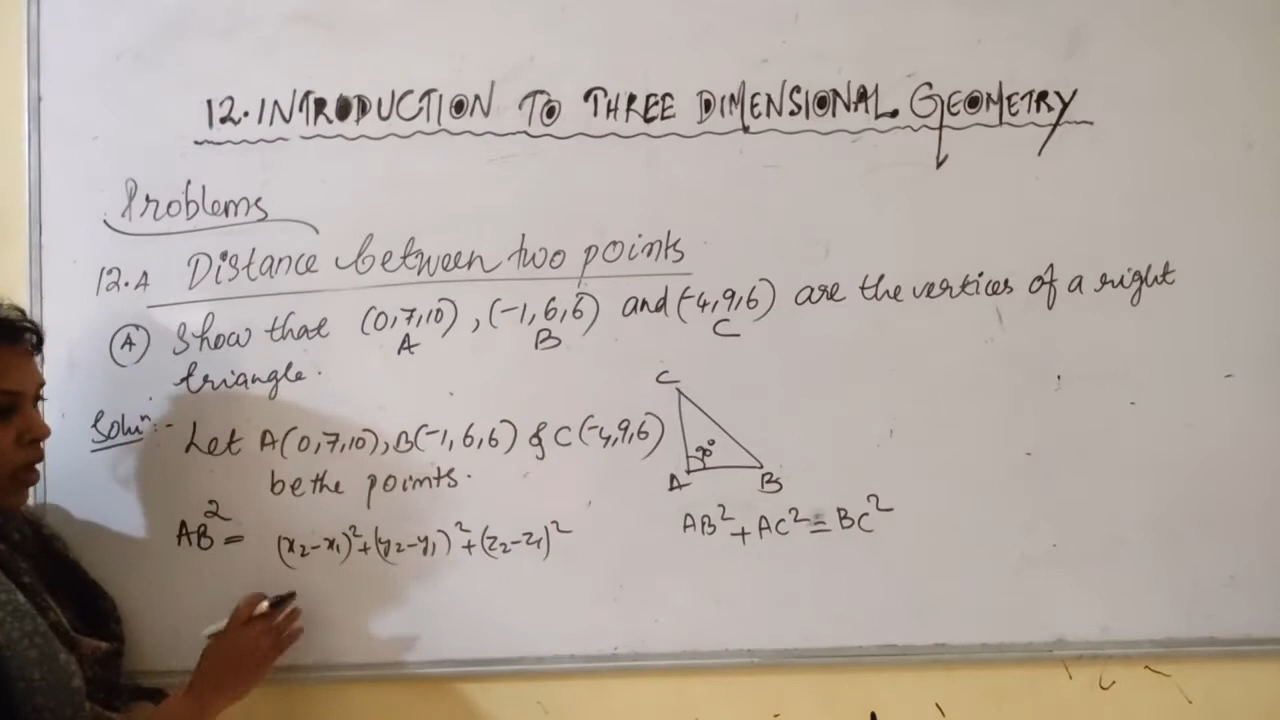 12. INTRODUCTION TO THREE DIMENSIONAL GEOMETRY
Problems
12.A Distance between two points
(A) Show that (0,7,10), (-1,6,6) and (-4,9,6) are the vertices of a right
A B C
triangle.
Soluⁿ:- Let A(0,7,10), B(-1,6,6) & C(-4,9,6)
be the points.
C
90°
A B
AB² = (x₂-x₁)²+(y₂-y₁)²+(z₂-z₁)²
AB²+AC²=BC²